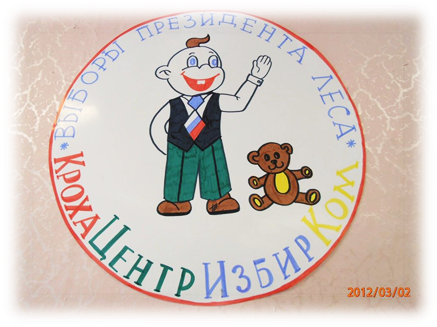 *ВЫБОРЫ ПРЕЗИДЕНТА ЛЕСА*
КРОХАЦЕНТРИЗБИРКОМ
2012/03/02